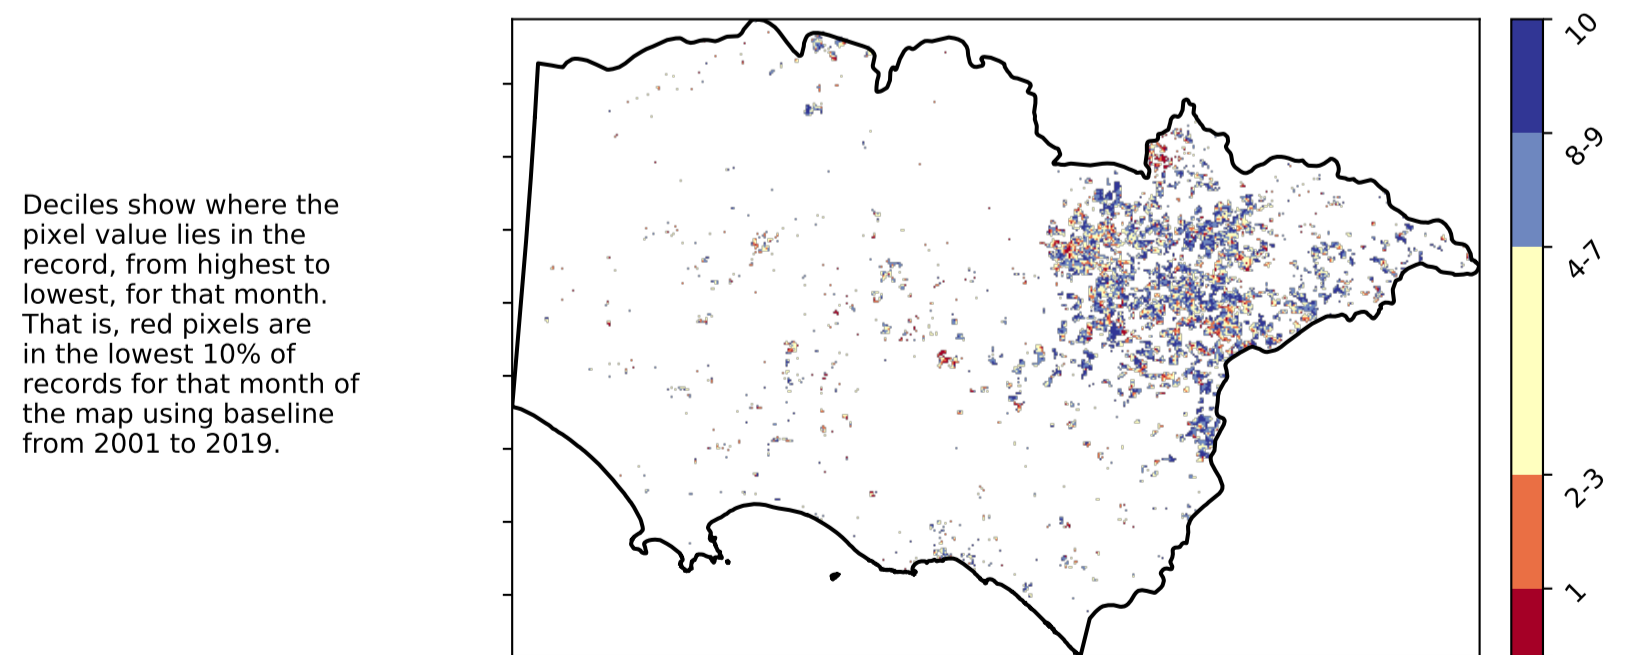 Deciles show where the
pixel value lies in the
record, from highest to
lowest, for that month.
That is, red pixels are
in the lowest 10% of
records for that month of
the map using baseline
from 2001 to 2019.
10
8-9
4-7
2-3
1